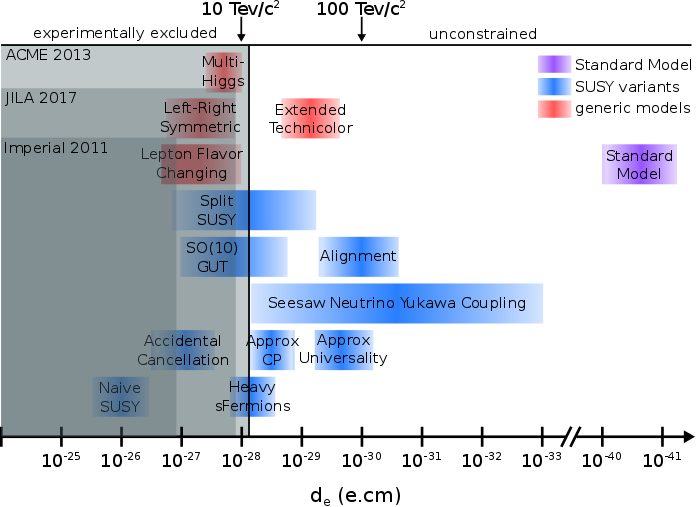 10 Tev/c²
100 Tev/c²
experimentally excluded
unconstrained
ACME 2013
Multi-
Higgs
Standard Model
SUSY variants
generic models
JILA 2017
Left-Right
Symmetric
Extended
Technicolor
Imperial 2011
Lepton Flavor
Changing
Standard
Model
Split
SUSY
SO(10)
GUT
Alignment
Seesaw Neutrino Yukawa Coupling
Accidental
Cancellation
Approx
CP
Approx
Universality
Naive
SUSY
Heavy
sFermions
10⁻²⁵ 10⁻²⁶ 10⁻²⁷ 10⁻²⁸ 10⁻²⁹ 10⁻³⁰ 10⁻³¹ 10⁻³² 10⁻³³ 10⁻⁴⁰ 10⁻⁴¹
dₑ (e.cm)